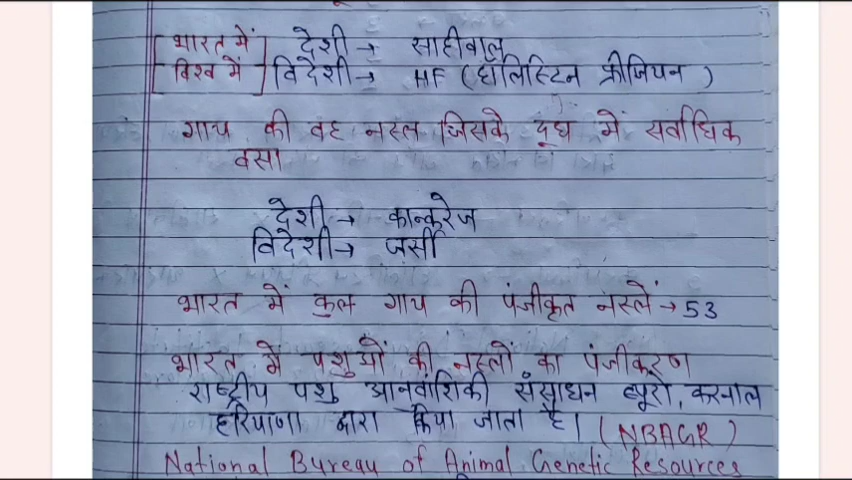 [भारत में] देशी → साहीवाल
[विश्व में] विदेशी → HF (हॉलिस्टिन फ्रीजियन)
गाय की वह नस्ल जिसके दूध में सर्वाधिक
वसा
देशी → कान्करेज
विदेशी → जर्सी
भारत में कुल गाय की पंजीकृत नस्लें → 53
भारत में पशुओं की नस्लों का पंजीकरण
राष्ट्रीय पशु आनुवंशिकी संसाधन ब्यूरो, करनाल
हरियाणा द्वारा किया जाता है। (NBAGR)
National Bureau of Animal Genetic Resources